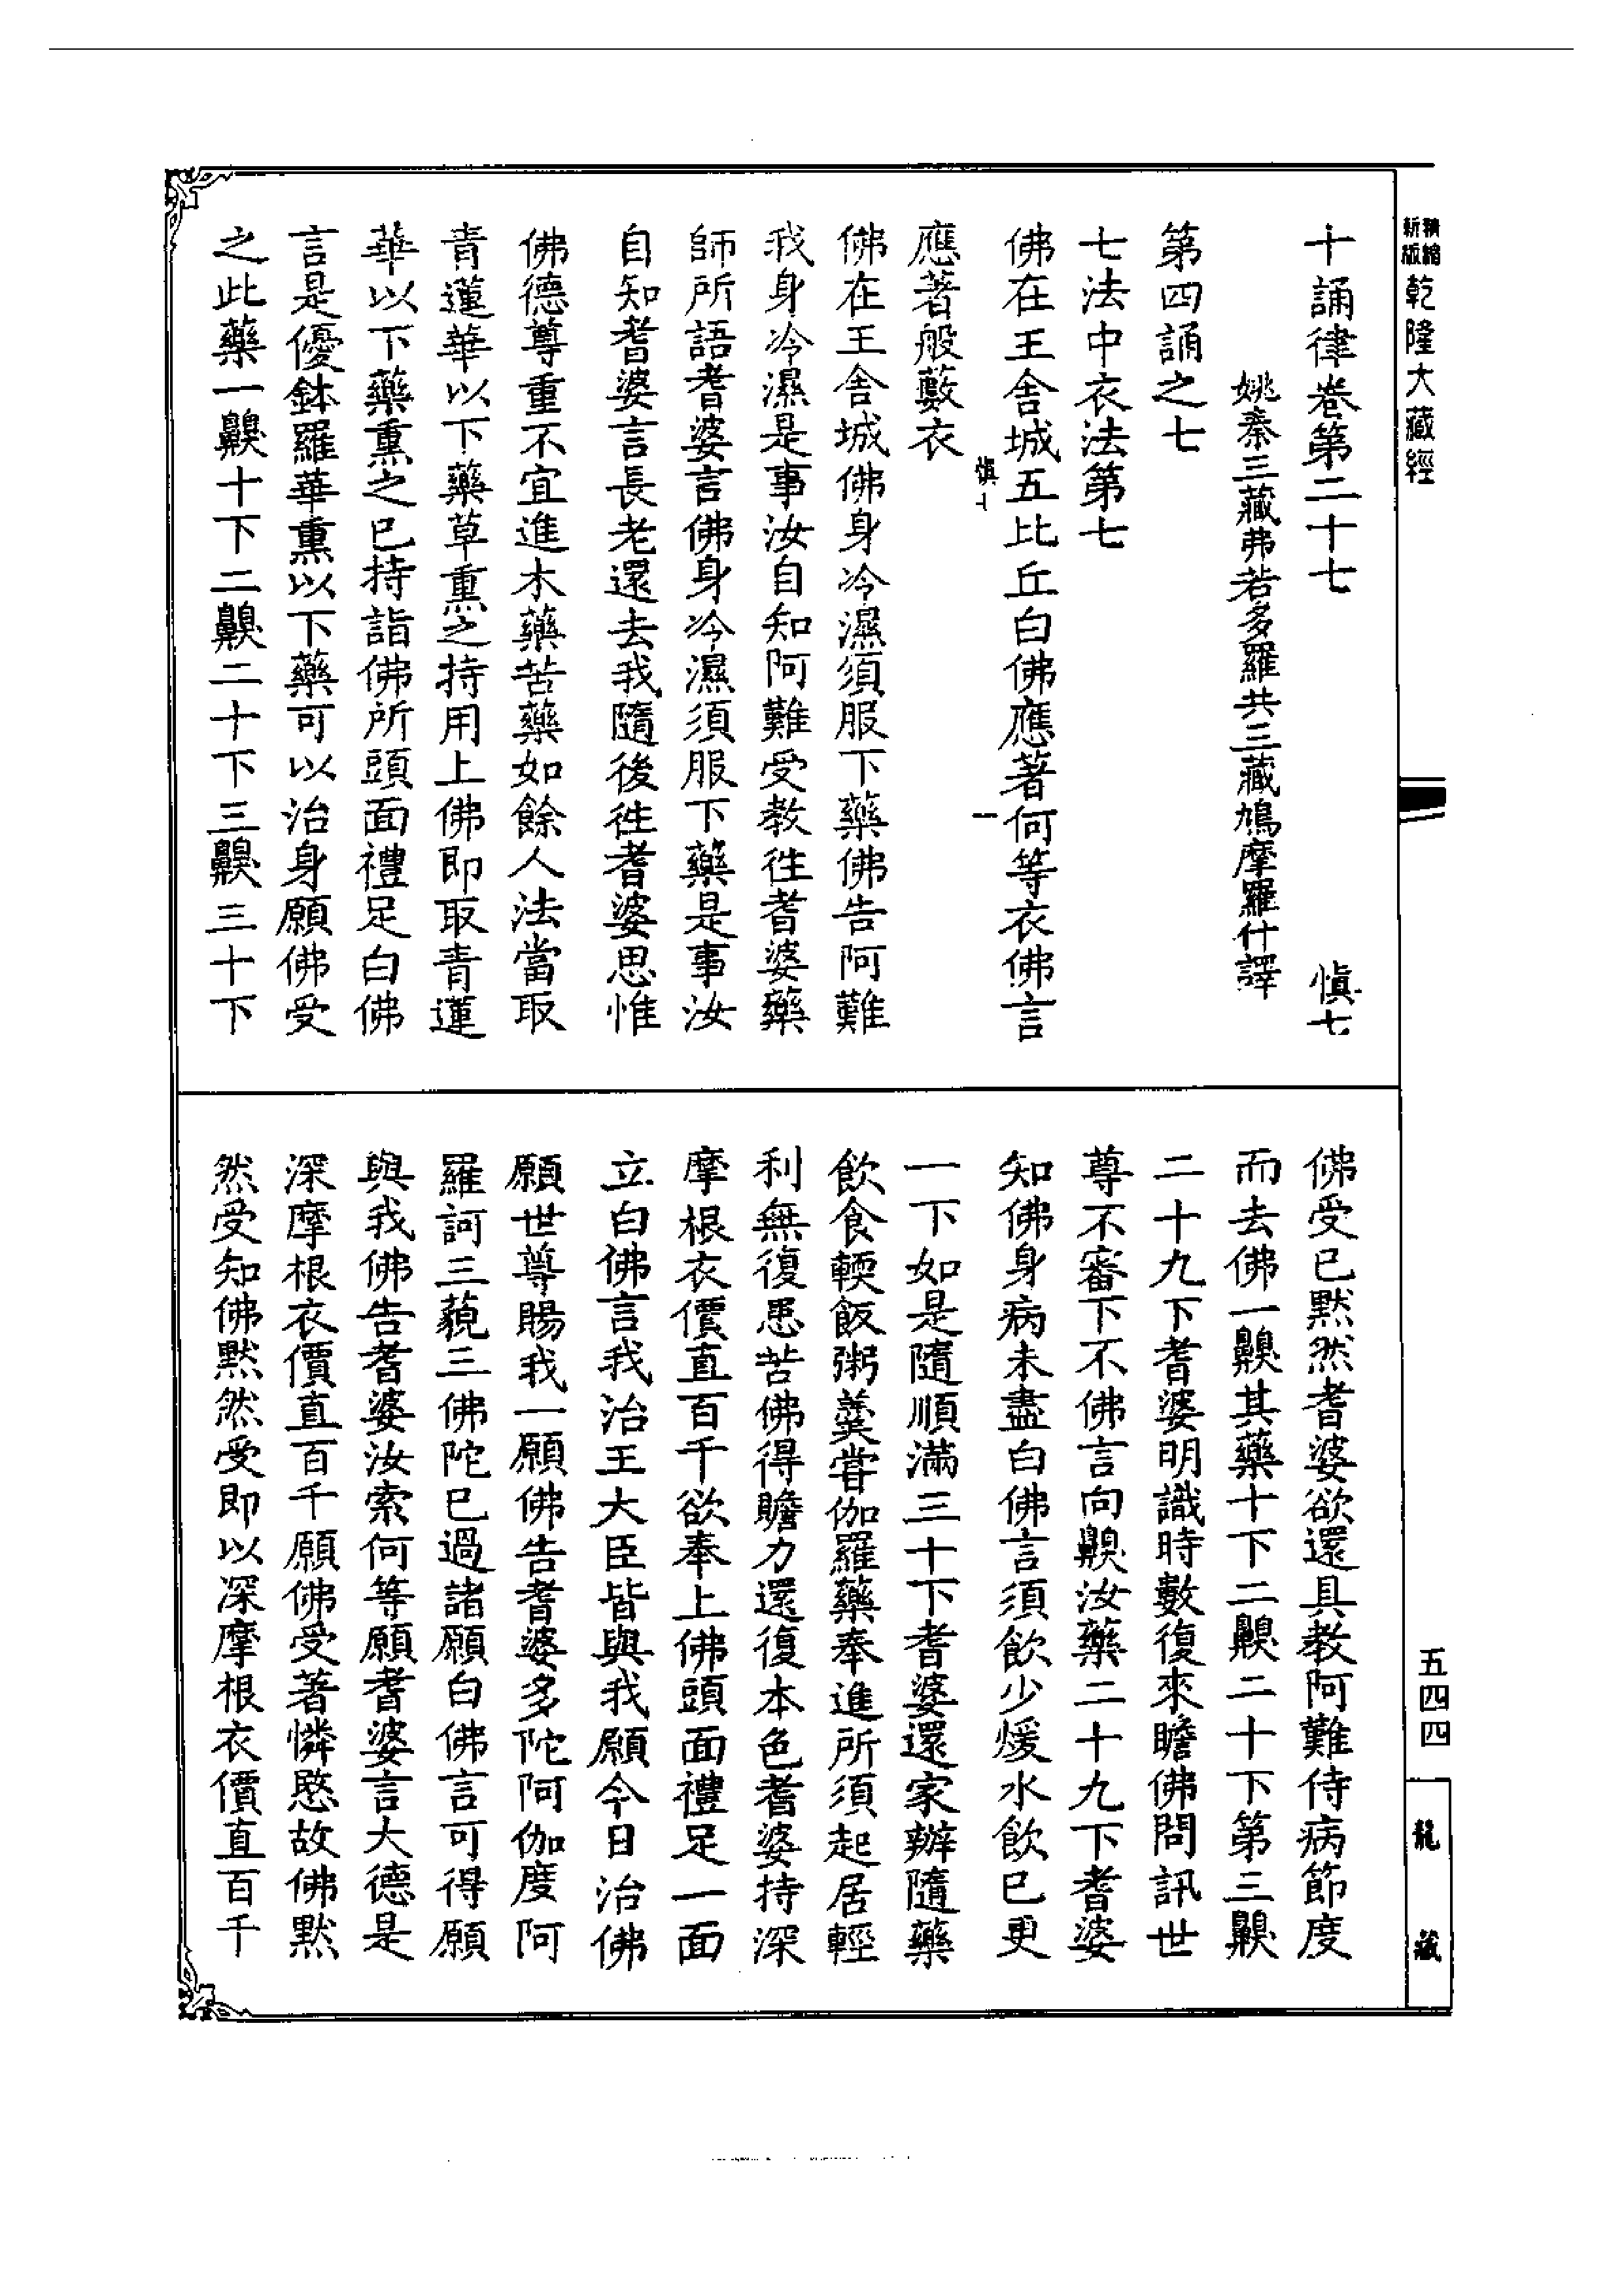 精縮新版乾隆大藏經
十誦律卷第二十七　慎七
姚秦三藏弗若多羅共三藏鳩摩羅什譯
第四誦之七
七法中衣法第七
佛在王舍城五比丘白佛應著何等衣佛言
慎七　一
應著般藪衣
佛在王舍城佛身冷濕須服下藥佛告阿難
我身冷濕是事汝自知阿難受教往耆婆藥
師所語耆婆言佛身冷濕須服下藥是事汝
自知耆婆言長老還去我隨後往耆婆思惟
佛德尊重不宜進木藥苦藥如餘人法當取
青蓮華以下藥草熏之持用上佛即取青蓮
華以下藥熏之已持詣佛所頭面禮足白佛
言是優鉢羅華熏以下藥可以治身願佛受
之此藥一齅十下二齅二十下三齅三十下
佛受已默然耆婆欲還具教阿難侍病節度
而去佛一齅其藥十下二齅二十下第三齅
二十九下耆婆明識時數復來瞻佛問訊世
尊不審下不佛言向齅汝藥二十九下耆婆
知佛身病未盡白佛言須飲少煖水飲已更
一下如是隨順滿三十下耆婆還家辦隨藥
飲食輭飯粥羹甞伽羅藥奉進所須起居輕
利無復患苦佛得瞻力還復本色耆婆持深
摩根衣價直百千欲奉上佛頭面禮足一面
立白佛言我治王大臣皆與我願今日治佛
願世尊賜我一願佛告耆婆多陀阿伽度阿
羅訶三藐三佛陀已過諸願白佛言可得願
與我佛告耆婆汝索何等願耆婆言大德是
深摩根衣價直百千願佛受著憐愍故佛默
然受知佛默然受即以深摩根衣價直百千
五四四
龍藏